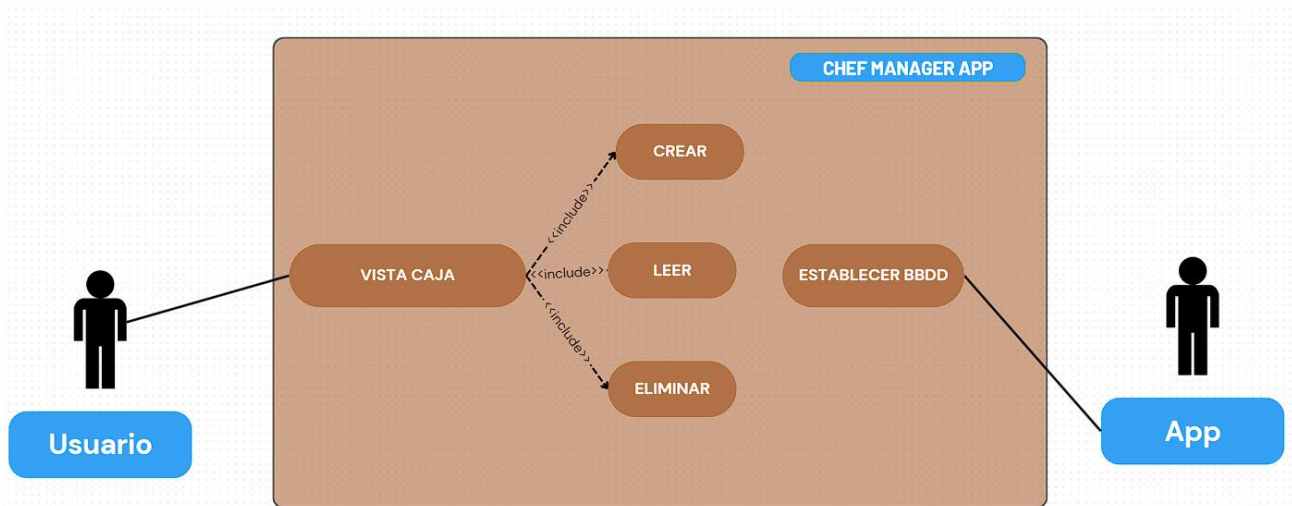 CHEF MANAGER APP
CREAR
<<include>>
VISTA CAJA
<<include>>
LEER
ESTABLECER BBDD
<<include>>
ELIMINAR
Usuario
App